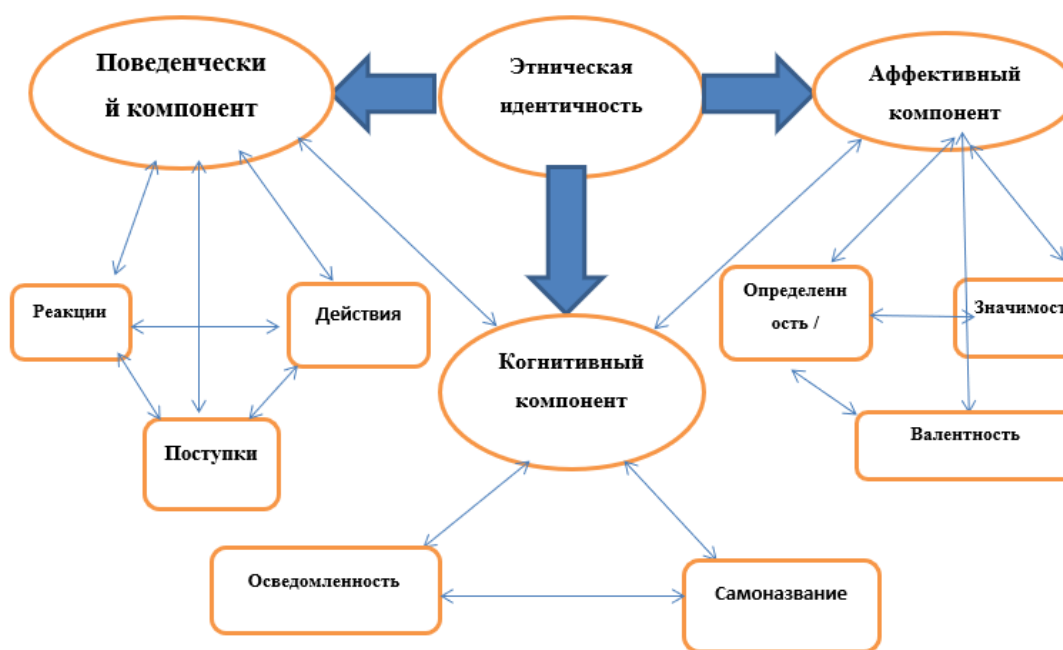 Поведенчески
й компонент
Этническая
идентичность
Аффективный
компонент
Реакции
Действия
Поступки
Когнитивный
компонент
Определенн
ость /
Значимост
Валентность
Осведомленность
Самоназвание